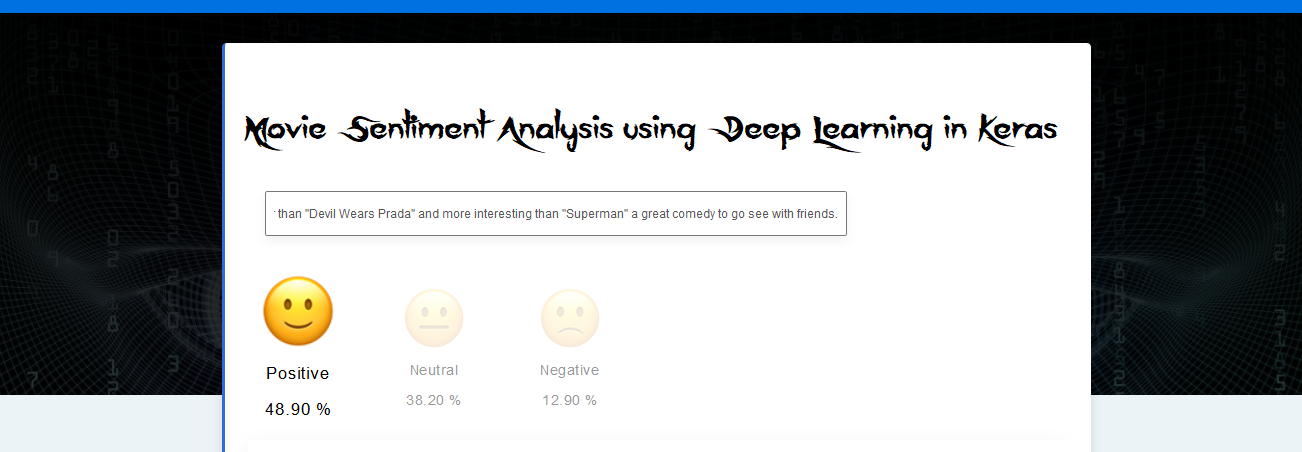 Movie Sentiment Analysis using Deep Learning in Keras
than "Devil Wears Prada" and more interesting than "Superman" a great comedy to go see with friends.
Positive Neutral Negative
48.90 % 38.20 % 12.90 %